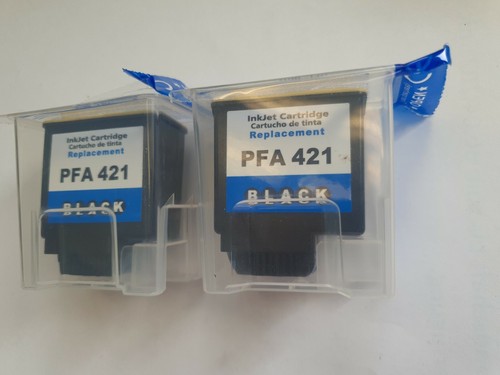 InkJet Cartridge
Cartucho de tinta
Replacement
PFA 421
BLACK
InkJet Cartridge
Cartucho de tinta
Replacement
PFA 421
BLACK